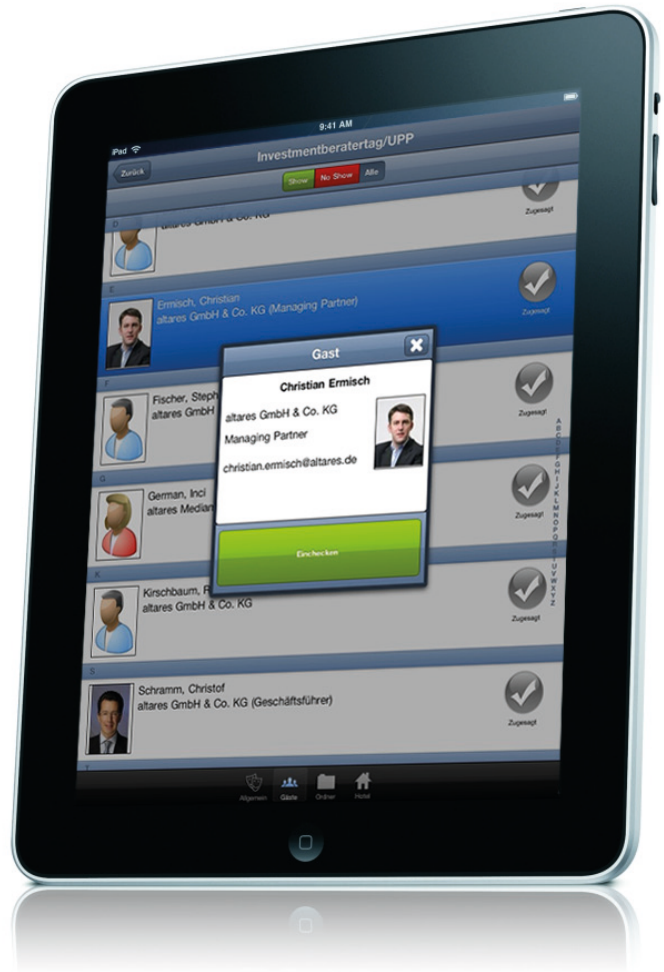 iPad
9:41 AM
Zurück
Investmentberatertag/UPP
Show
No Show
Alle
D
altares GmbH & Co. KG
Zugesagt
E
Ermisch, Christian
altares GmbH & Co. KG (Managing Partner)
Zugesagt
Gast
Christian Ermisch
altares GmbH & Co. KG
Managing Partner
christian.ermisch@altares.de
Einchecken
F
Fischer, Steph
altares GmbH
Zugesagt
G
German, Inci
altares Median
Zugesagt
K
Kirschbaum,
altares GmbH & Co. KG
Zugesagt
S
Schramm, Christof
altares GmbH & Co. KG (Geschäftsführer)
Zugesagt
T
A
B
C
D
E
F
G
H
I
J
K
L
M
N
O
P
Q
R
S
T
U
V
W
X
Y
Z
Allgemein
Gäste
Ordner
Hotel